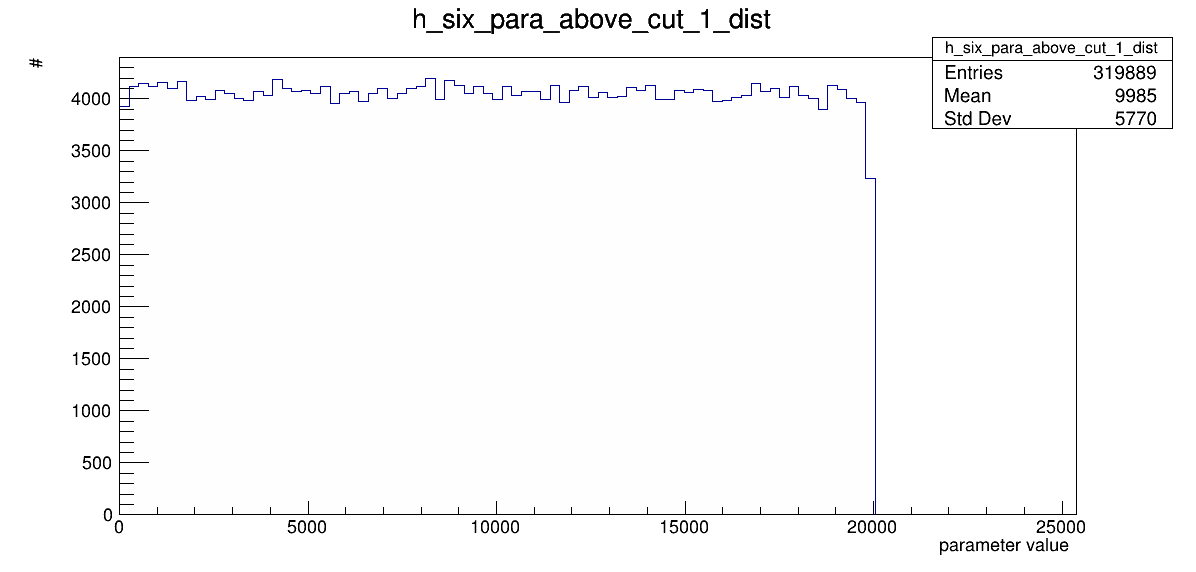 h_six_para_above_cut_1_dist
#
h_six_para_above_cut_1_dist
Entries 319889
Mean 9985
Std Dev 5770
4000
3500
3000
2500
2000
1500
1000
500
0
0 5000 10000 15000 20000 25000
parameter value